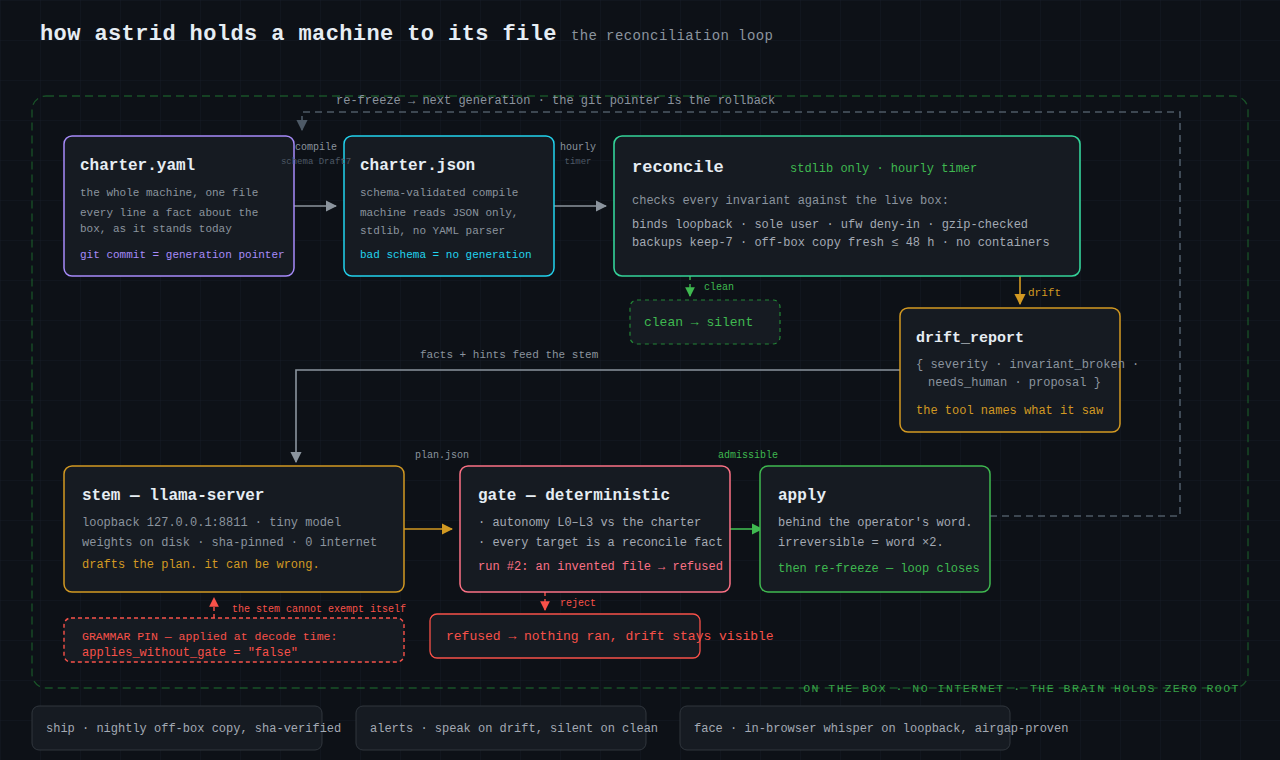 how astrid holds a machine to its file the reconciliation loop
re-freeze → next generation · the git pointer is the rollback
charter.yaml
the whole machine, one file
every line a fact about the
box, as it stands today
git commit = generation pointer
compile
schema Draft7
charter.json
schema-validated compile
machine reads JSON only,
stdlib, no YAML parser
bad schema = no generation
hourly
timer
reconcile
stdlib only · hourly timer
checks every invariant against the live box:
binds loopback · sole user · ufw deny-in · gzip-checked
backups keep-7 · off-box copy fresh ≤ 48 h · no containers
clean
clean → silent
drift
drift_report
{ severity · invariant_broken ·
needs_human · proposal }
the tool names what it saw
facts + hints feed the stem
stem — llama-server
loopback 127.0.0.1:8811 · tiny model
weights on disk · sha-pinned · 0 internet
drafts the plan. it can be wrong.
plan.json
gate — deterministic
· autonomy L0–L3 vs the charter
· every target is a reconcile fact
run #2: an invented file → refused
admissible
apply
behind the operator's word.
irreversible = word ×2.
then re-freeze — loop closes
the stem cannot exempt itself
GRAMMAR PIN — applied at decode time:
applies_without_gate = "false"
reject
refused → nothing ran, drift stays visible
ON THE BOX · NO INTERNET · THE BRAIN HOLDS ZERO ROOT
ship · nightly off-box copy, sha-verified
alerts · speak on drift, silent on clean
face · in-browser whisper on loopback, airgap-proven